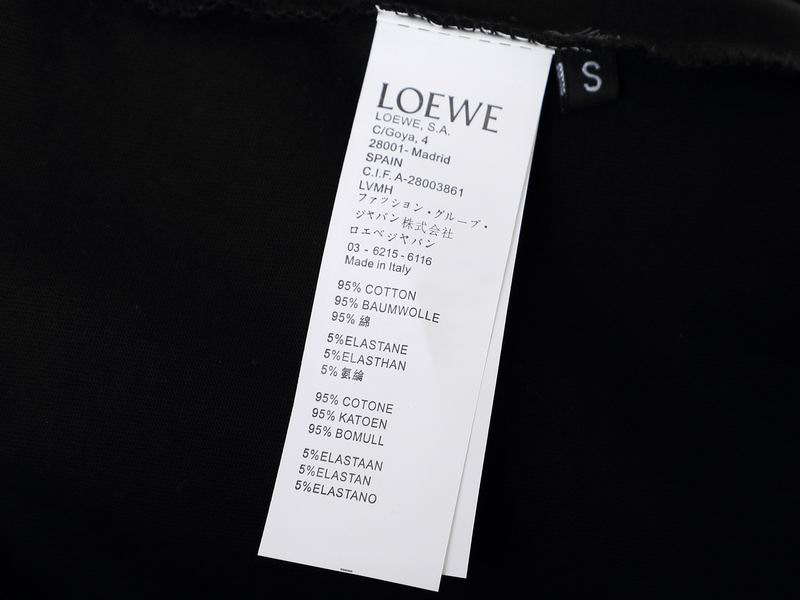 LOEWE
LOEWE, S.A.
C/Goya, 4
28001- Madrid
SPAIN
C.I.F. A-28003861
LVMH
ファッション・グループ・
ジャパン株式会社
ロエベジャパン
03 - 6215 - 6116
Made in Italy
95% COTTON
95% BAUMWOLLE
95% 綿
5%ELASTANE
5%ELASTHAN
5% 氨綸
95% COTONE
95% KATOEN
95% BOMULL
5%ELASTAAN
5%ELASTAN
5%ELASTANO
S